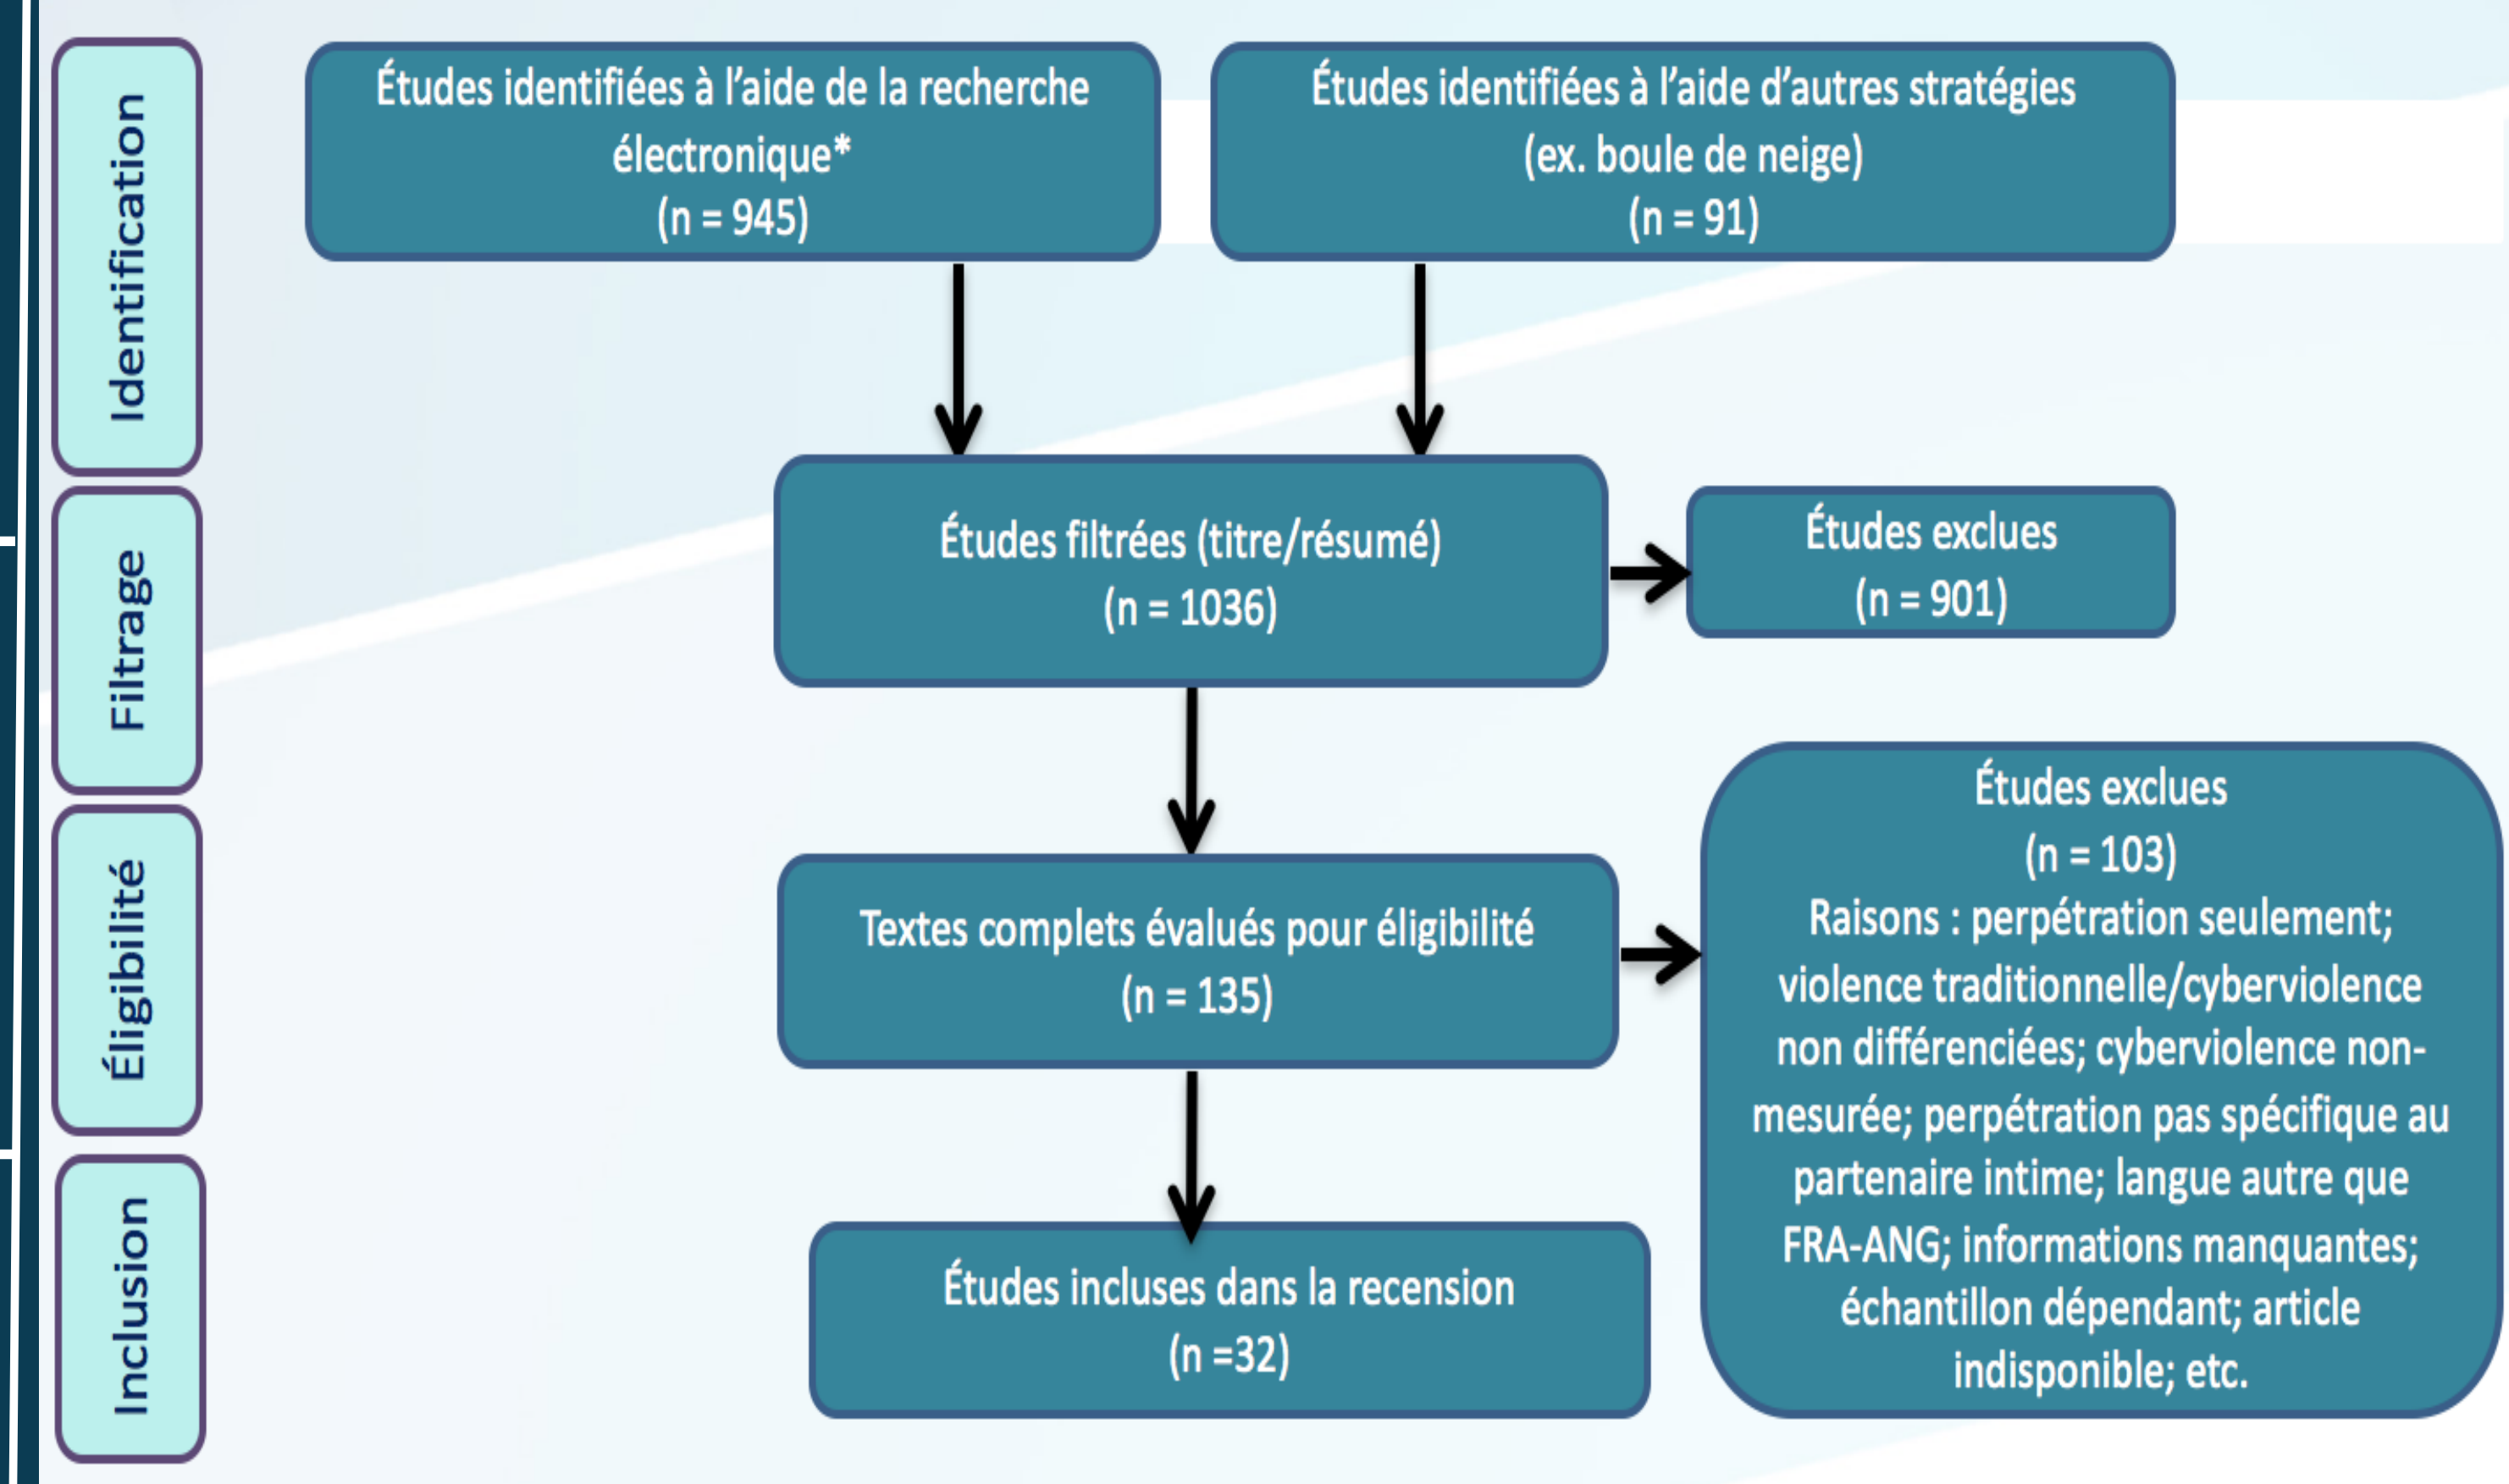 Identification
Études identifiées à l’aide de la recherche
électronique*
(n = 945)
Études identifiées à l’aide d’autres stratégies
(ex. boule de neige)
(n = 91)
Filtrage
Études filtrées (titre/résumé)
(n = 1036)
Études exclues
(n = 901)
Éligibilité
Textes complets évalués pour éligibilité
(n = 135)
Études exclues
(n = 103)
Raisons : perpétration seulement;
violence traditionnelle/cyberviolence
non différenciées; cyberviolence non-
mesurée; perpétration pas spécifique au
partenaire intime; langue autre que
FRA-ANG; informations manquantes;
échantillon dépendant; article
indisponible; etc.
Inclusion
Études incluses dans la recension
(n =32)